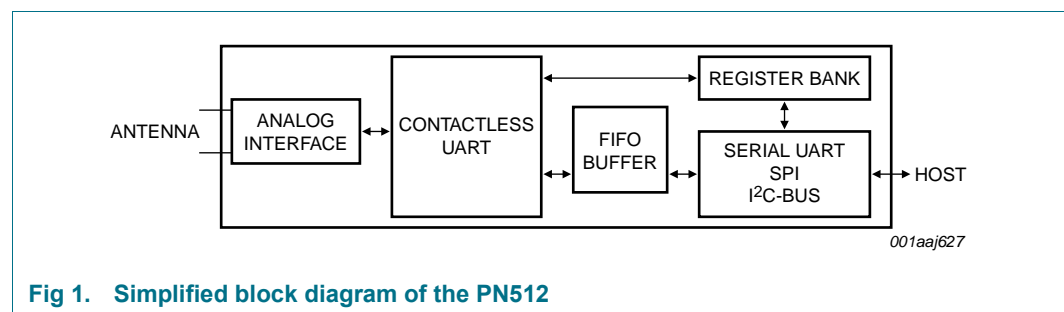 ANTENNA
ANALOG
INTERFACE
CONTACTLESS
UART
FIFO
BUFFER
REGISTER BANK
SERIAL UART
SPI
I²C-BUS
HOST
001aaj627
Fig 1. Simplified block diagram of the PN512